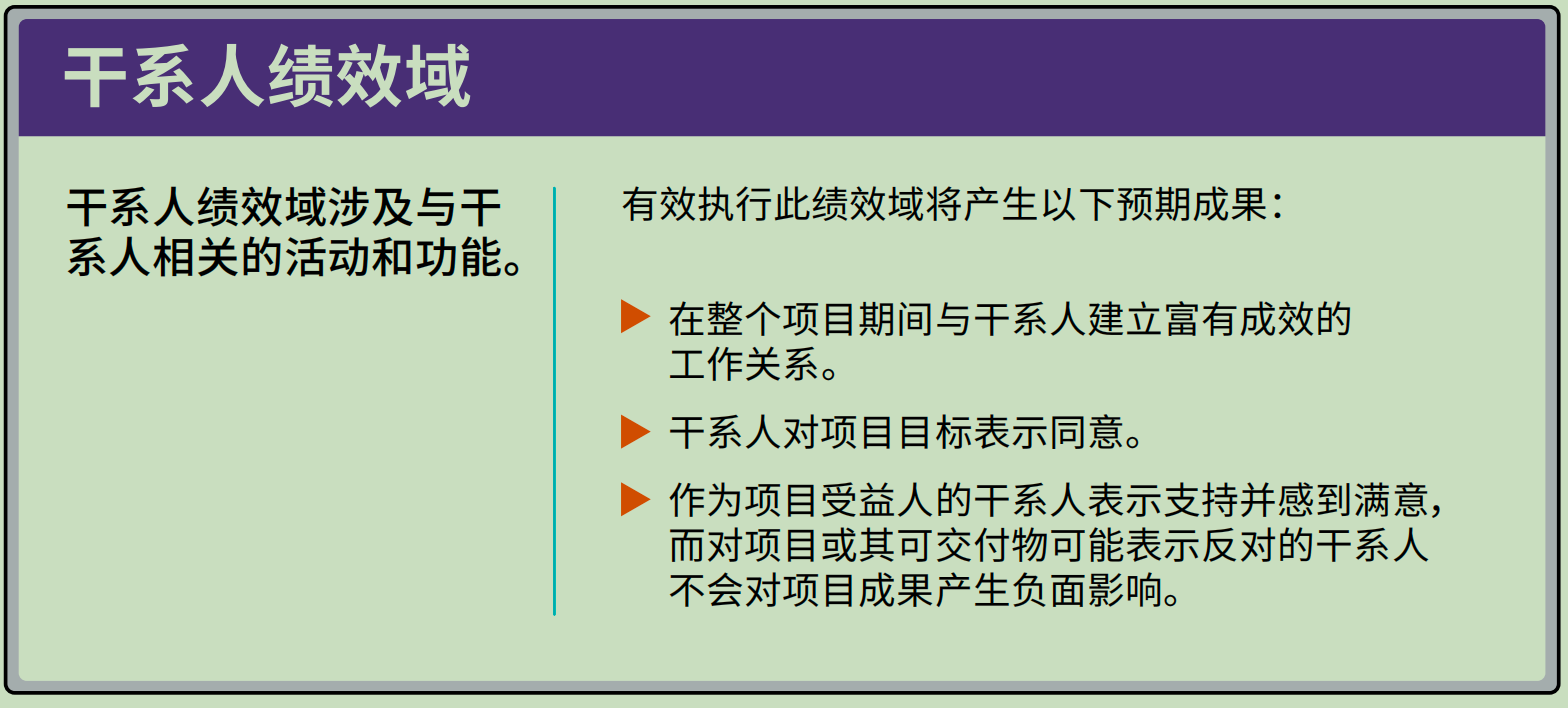 干系人绩效域
干系人绩效域涉及与干
系人相关的活动和功能。
有效执行此绩效域将产生以下预期成果：
在整个项目期间与干系人建立富有成效的
工作关系。
干系人对项目目标表示同意。
作为项目受益人的干系人表示支持并感到满意，
而对项目或其可交付物可能表示反对的干系人
不会对项目成果产生负面影响。